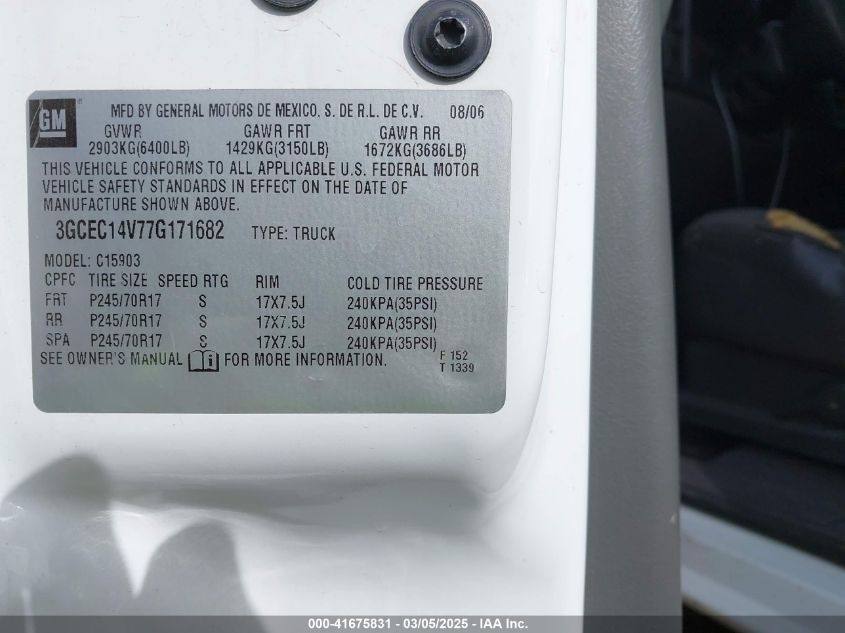 GM
MFD BY GENERAL MOTORS DE MEXICO, S. DE R.L. DE C.V. 08/06
GVWR GAWR FRT GAWR RR
2903KG(6400LB) 1429KG(3150LB) 1672KG(3686LB)
THIS VEHICLE CONFORMS TO ALL APPLICABLE U.S. FEDERAL MOTOR
VEHICLE SAFETY STANDARDS IN EFFECT ON THE DATE OF
MANUFACTURE SHOWN ABOVE.
3GCEC14V77G171682 TYPE: TRUCK
MODEL: C15903
CPFC TIRE SIZE SPEED RTG RIM COLD TIRE PRESSURE
FRT P245/70R17 S 17X7.5J 240KPA(35PSI)
RR P245/70R17 S 17X7.5J 240KPA(35PSI)
SPA P245/70R17 S 17X7.5J 240KPA(35PSI)
SEE OWNER'S MANUAL FOR MORE INFORMATION.
F 152
T 1339
000-41675831 - 03/05/2025 - IAA Inc.